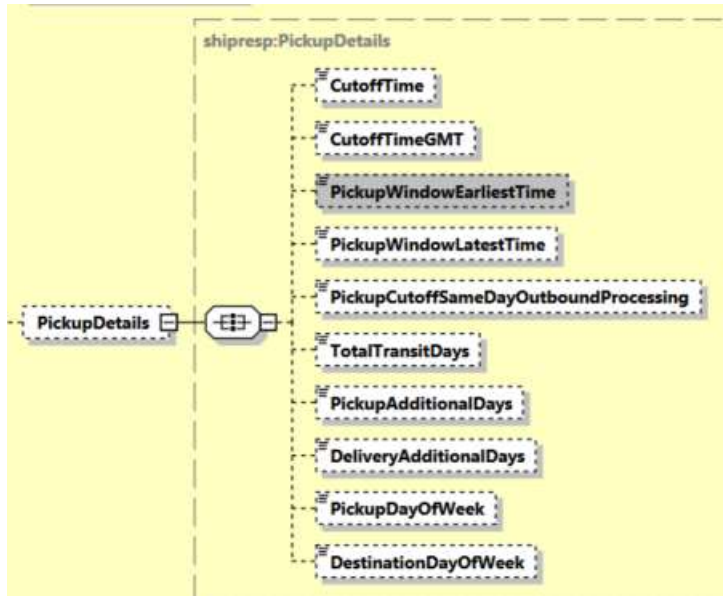 shipresp:PickupDetails
CutoffTime
CutoffTimeGMT
PickupWindowEarliestTime
PickupWindowLatestTime
PickupCutoffSameDayOutboundProcessing
PickupDetails
TotalTransitDays
PickupAdditionalDays
DeliveryAdditionalDays
PickupDayOfWeek
DestinationDayOfWeek